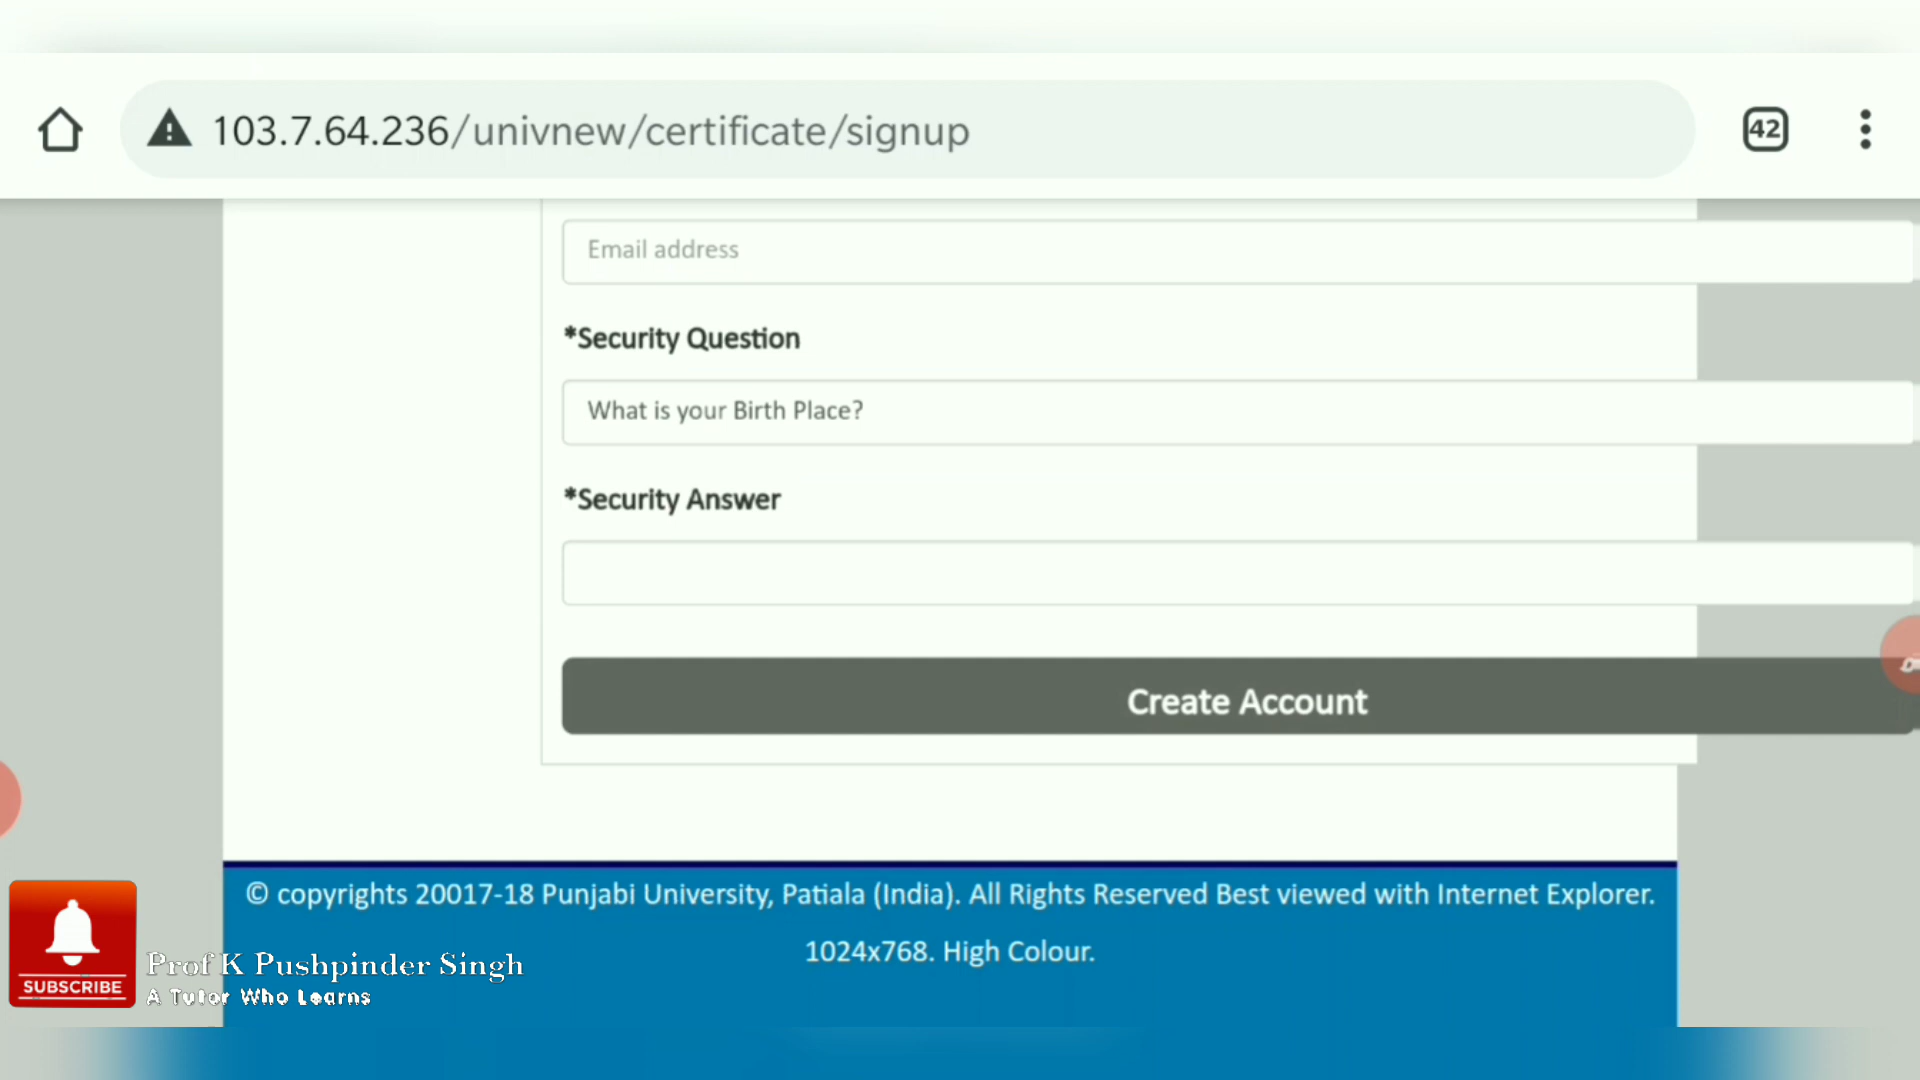 103.7.64.236/univnew/certificate/signup
42
Email address
*Security Question
What is your Birth Place?
*Security Answer
Create Account
© copyrights 20017-18 Punjabi University, Patiala (India). All Rights Reserved Best viewed with Internet Explorer.
1024x768. High Colour.
SUBSCRIBE
Prof K Pushpinder Singh
A Tutor Who Learns